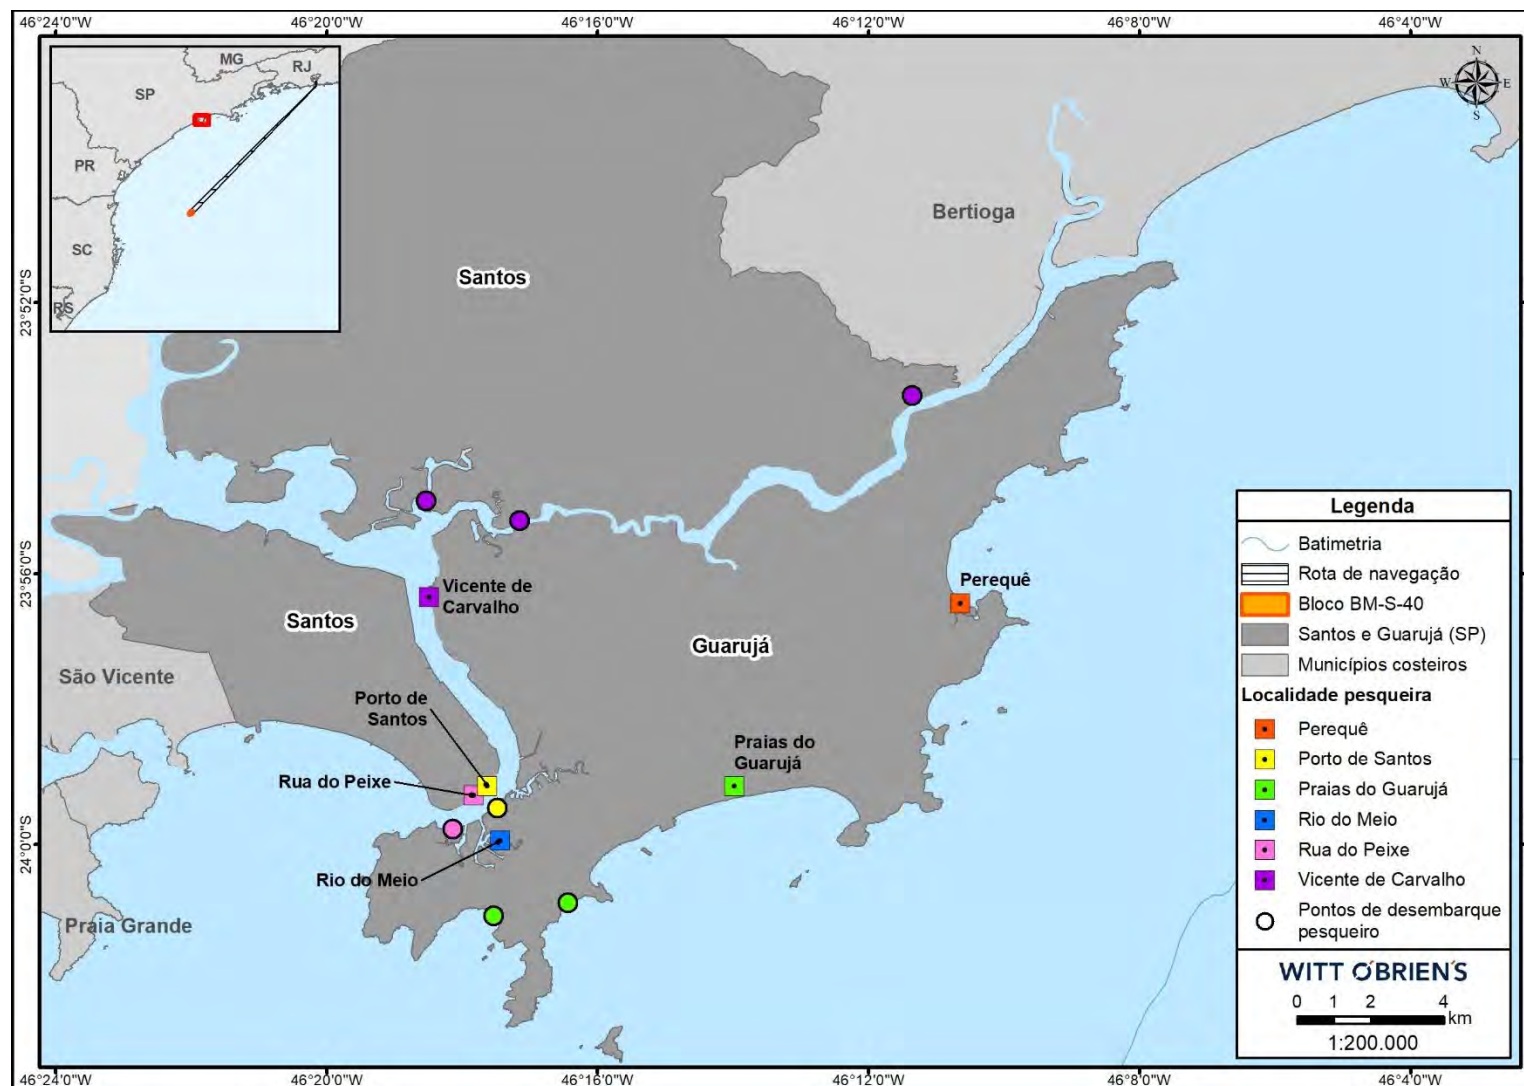 46°24'0"W
46°20'0"W
46°16'0"W
46°12'0"W
46°8'0"W
46°4'0"W
MG
RJ
SP
PR
SC
RS
N
W
E
S
Bertioga
Santos
23°52'0"S
23°56'0"S
24°0'0"S
Vicente de
Carvalho
Perequê
Santos
Guarujá
São Vicente
Porto de
Santos
Praias do
Guarujá
Rua do Peixe
Rio do Meio
Praia Grande
Legenda
Batimetria
Rota de navegação
Bloco BM-S-40
Santos e Guarujá (SP)
Municípios costeiros
Localidade pesqueira
Perequê
Porto de Santos
Praias do Guarujá
Rio do Meio
Rua do Peixe
Vicente de Carvalho
Pontos de desembarque
pesqueiro
WITT O'BRIEN'S
0 1 2 4
km
1:200.000
46°24'0"W
46°20'0"W
46°16'0"W
46°12'0"W
46°8'0"W
46°4'0"W